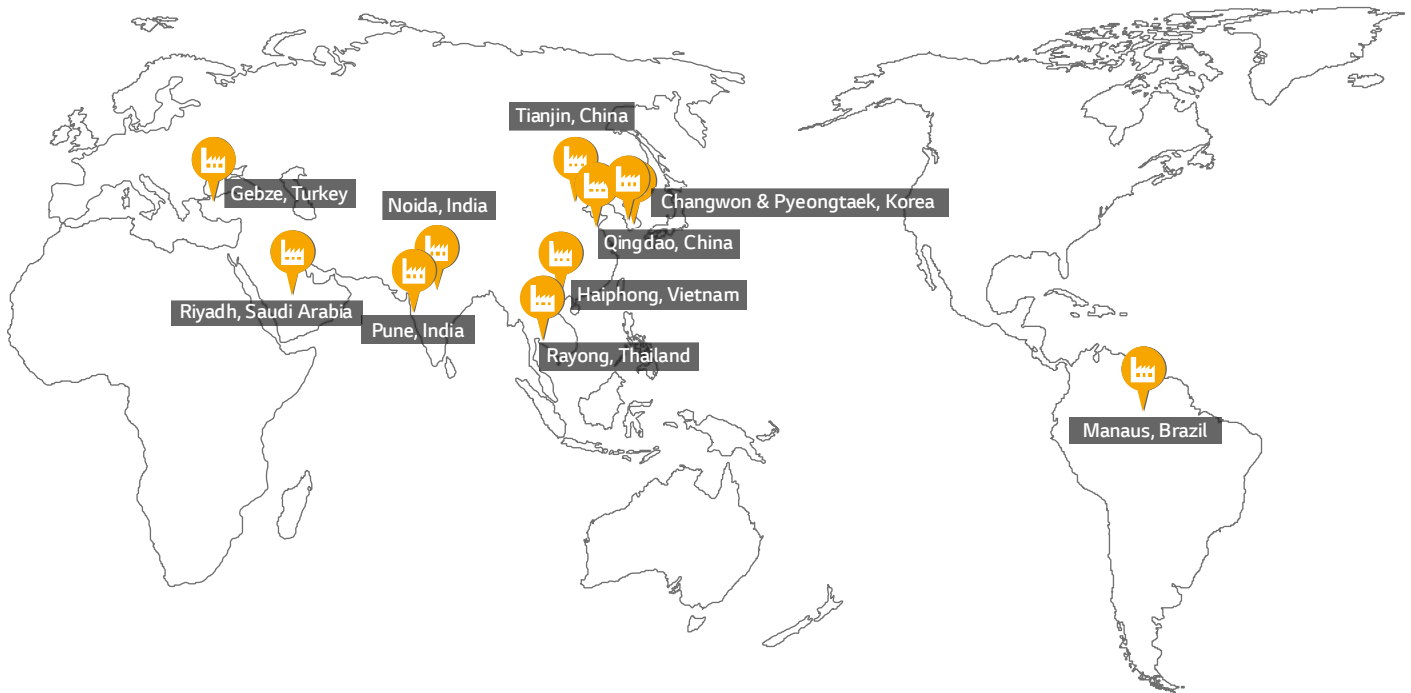 Tianjin, China
Gebze, Turkey
Noida, India
Changwon & Pyeongtaek, Korea
Qingdao, China
Riyadh, Saudi Arabia
Pune, India
Haiphong, Vietnam
Rayong, Thailand
Manaus, Brazil